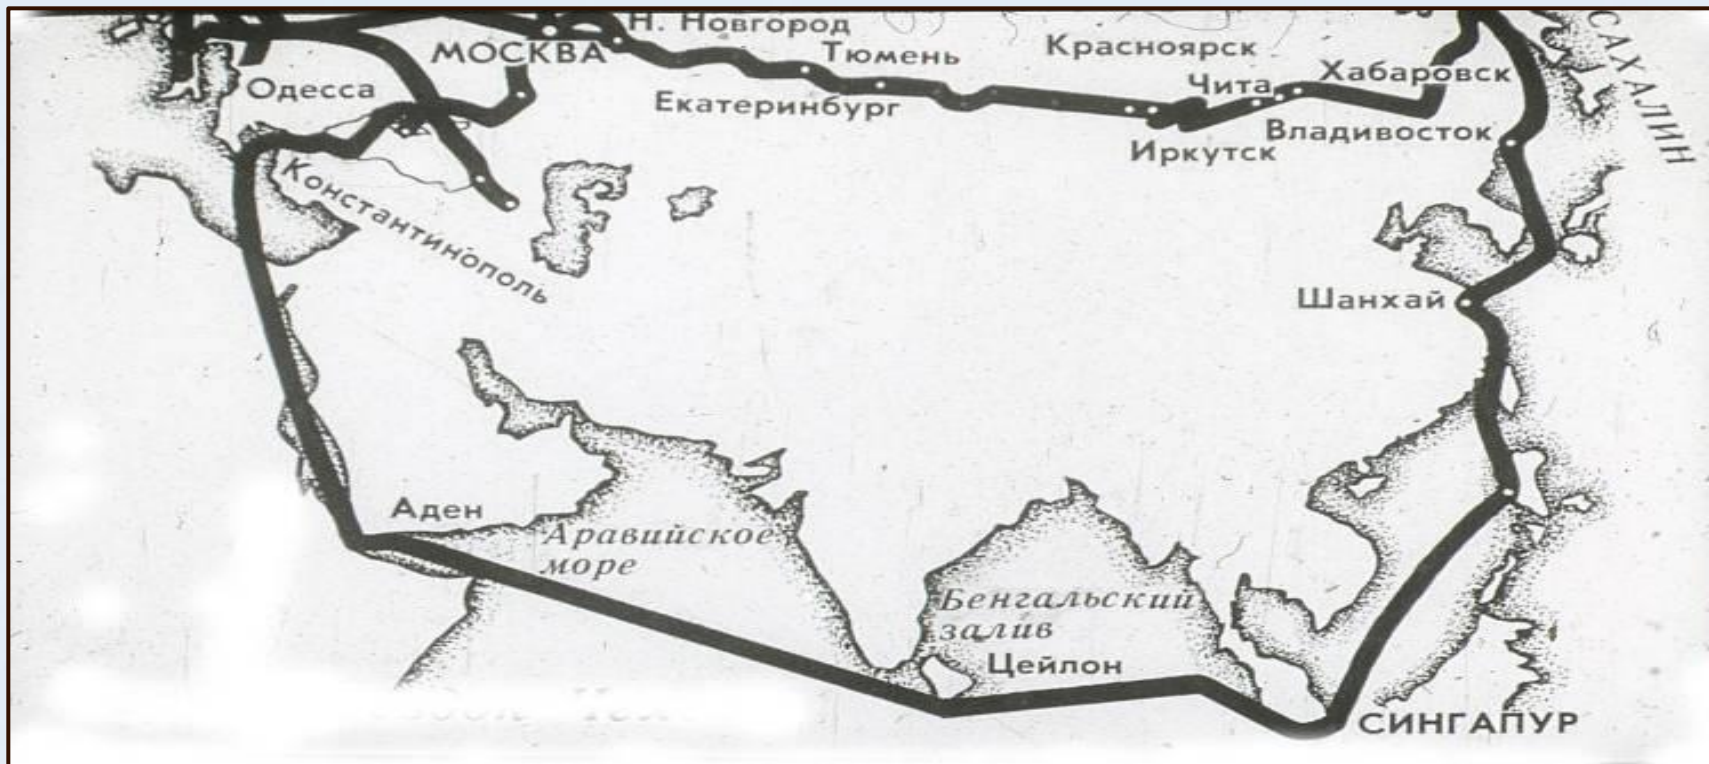 Н. Новгород
МОСКВА
Тюмень
Красноярск
Чита
Хабаровск
САХАЛИН
Одесса
Екатеринбург
Владивосток
Иркутск
Константинополь
Шанхай
Аден
Аравийское
море
Бенгальский
залив
Цейлон
СИНГАПУР